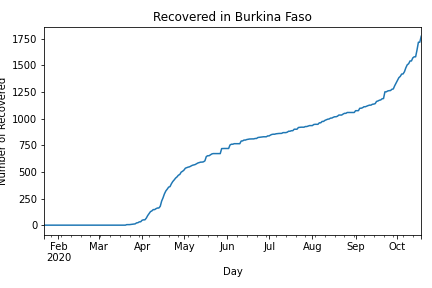 Recovered in Burkina Faso
Number of Recovered
1750
1500
1250
1000
750
500
250
0
Feb Mar Apr May Jun Jul Aug Sep Oct
2020
Day